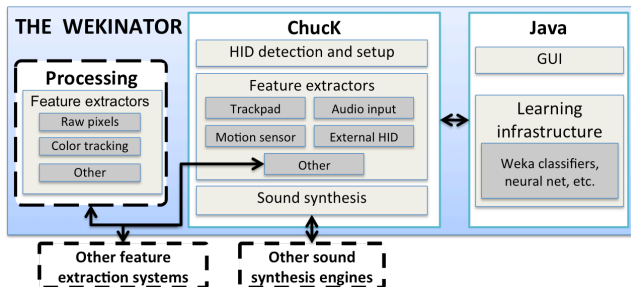 THE WEKINATOR
Processing
Feature extractors
Raw pixels
Color tracking
Other
ChucK
HID detection and setup
Feature extractors
Trackpad
Audio input
Motion sensor
External HID
Other
Sound synthesis
Java
GUI
Learning
infrastructure
Weka classifiers,
neural net, etc.
Other feature
extraction systems
Other sound
synthesis engines